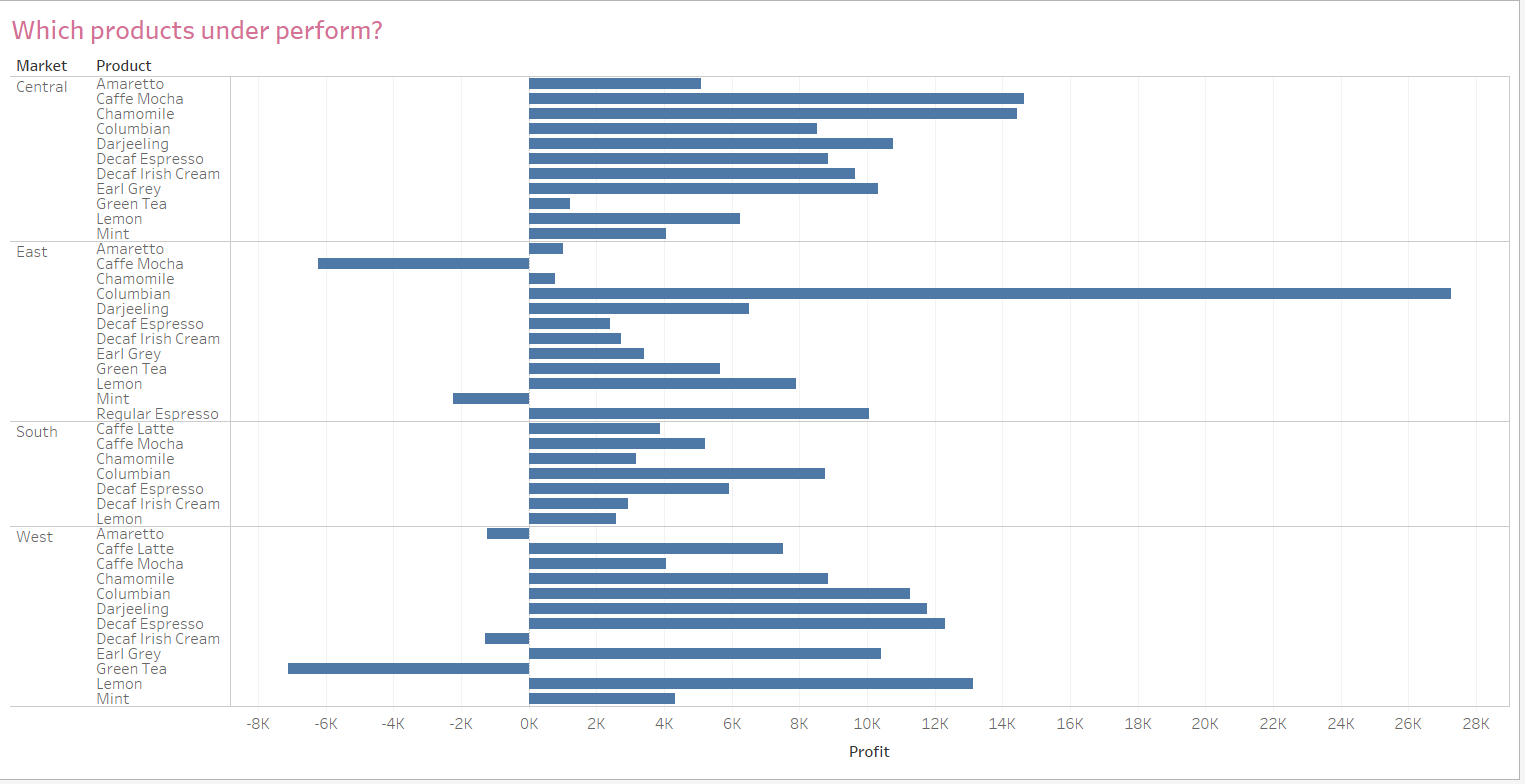 Which products under perform?
Market Product
Central Amaretto
Caffe Mocha
Chamomile
Columbian
Darjeeling
Decaf Espresso
Decaf Irish Cream
Earl Grey
Green Tea
Lemon
Mint
East Amaretto
Caffe Mocha
Chamomile
Columbian
Darjeeling
Decaf Espresso
Decaf Irish Cream
Earl Grey
Green Tea
Lemon
Mint
Regular Espresso
South Caffe Latte
Caffe Mocha
Chamomile
Columbian
Decaf Espresso
Decaf Irish Cream
Lemon
West Amaretto
Caffe Latte
Caffe Mocha
Chamomile
Columbian
Darjeeling
Decaf Espresso
Decaf Irish Cream
Earl Grey
Green Tea
Lemon
Mint
-8K -6K -4K -2K 0K 2K 4K 6K 8K 10K 12K 14K 16K 18K 20K 22K 24K 26K 28K
Profit